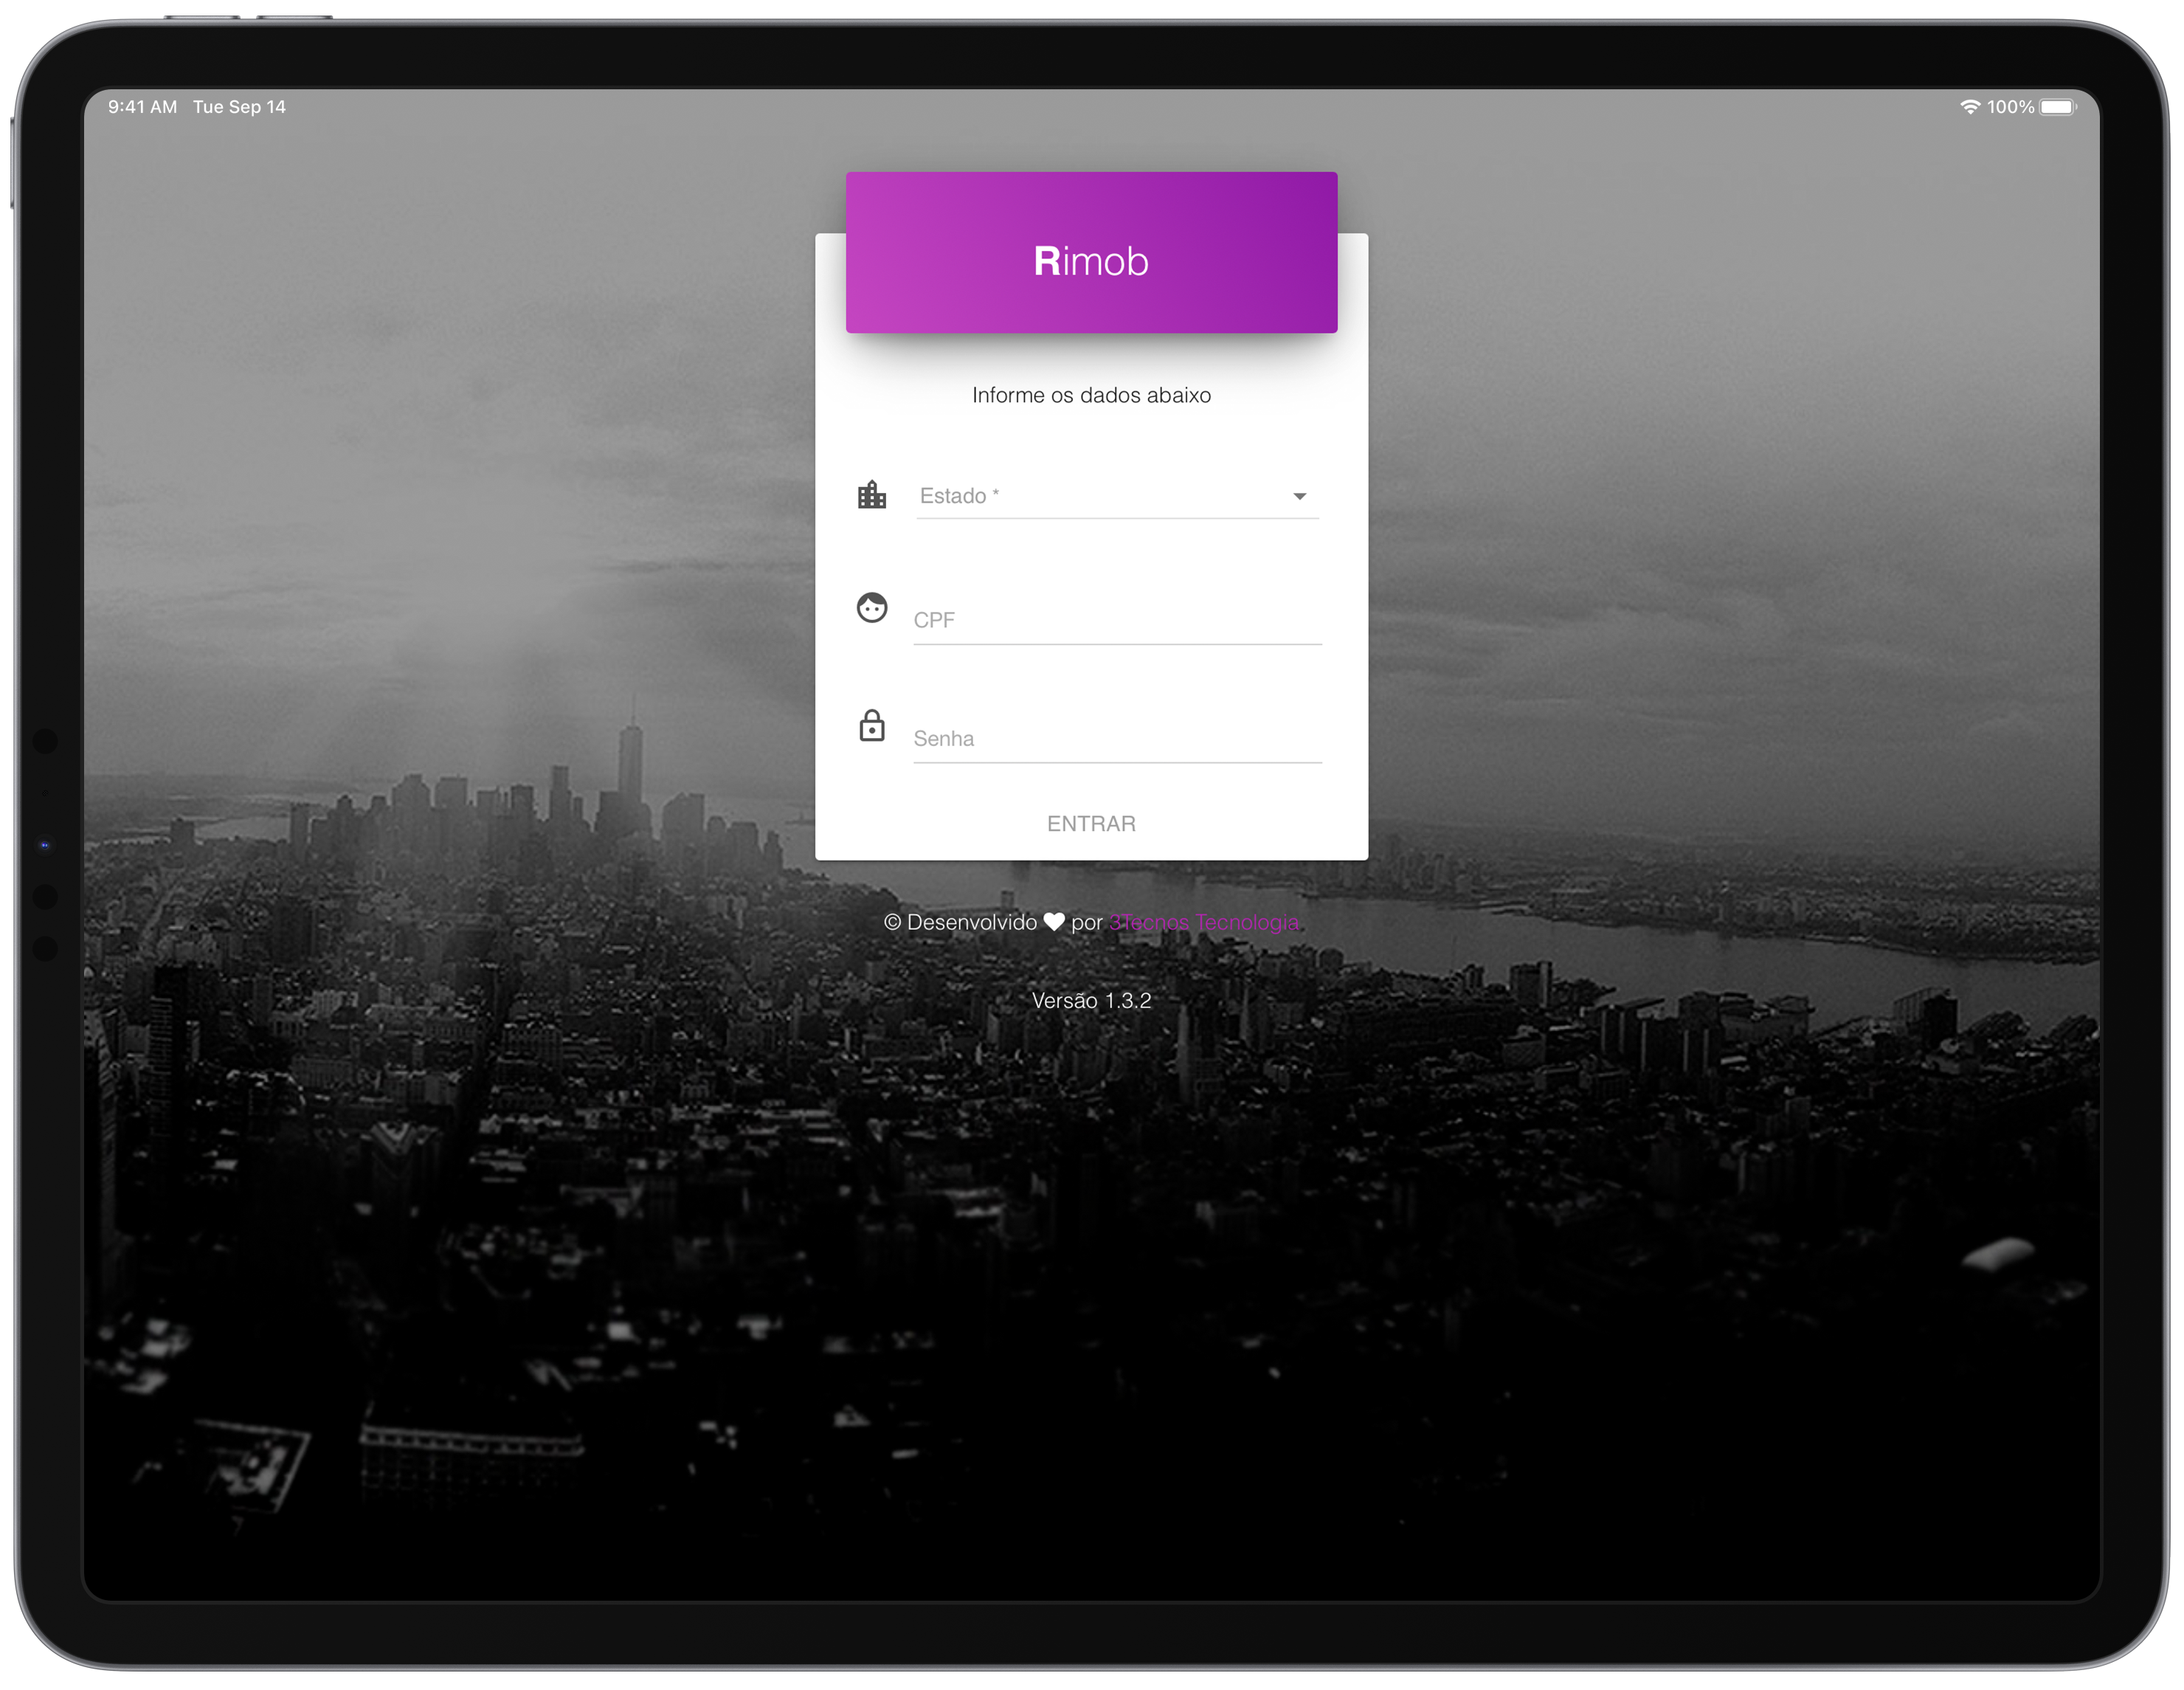 9:41 AM Tue Sep 14
100%
Rimob
Informe os dados abaixo
Estado *
CPF
Senha
ENTRAR
© Desenvolvido ♥ por 3Tecnos Tecnologia.
Versão 1.3.2